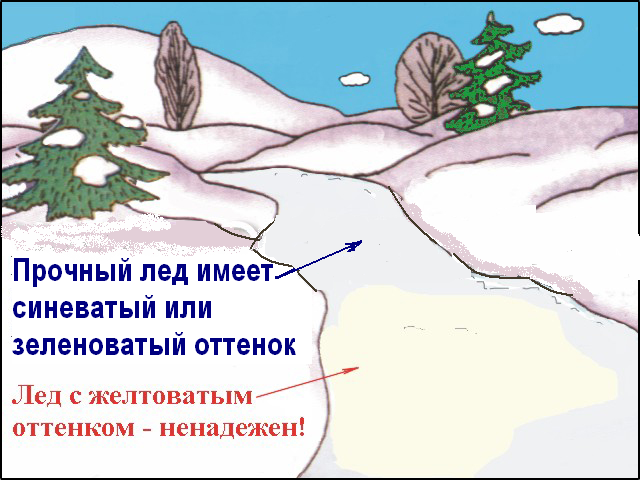 Прочный лед имеет
синеватый или
зеленоватый оттенок
Лед с желтоватым
оттенком - ненадежен!